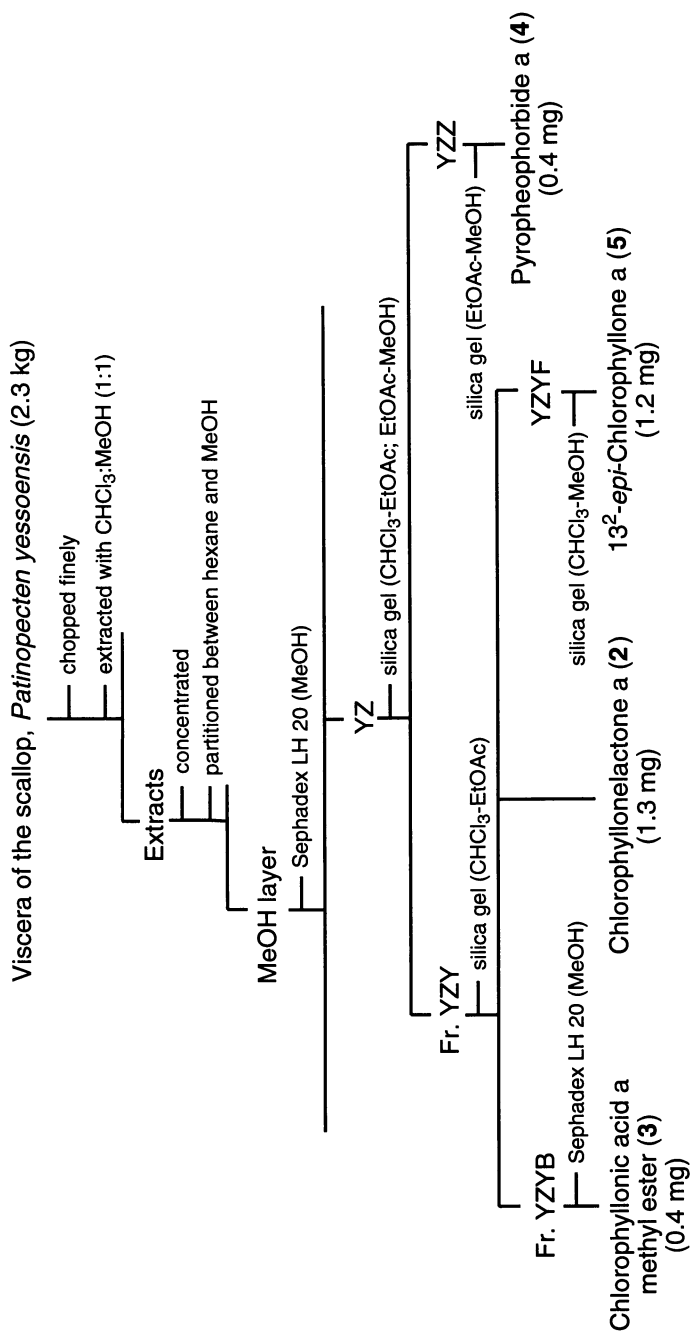 Viscera of the scallop, Patinopecten yessoensis (2.3 kg)
chopped finely
extracted with CHCl₃:MeOH (1:1)
Extracts
concentrated
partitioned between hexane and MeOH
MeOH layer
Sephadex LH 20 (MeOH)
YZ
silica gel (CHCl₃-EtOAc; EtOAc-MeOH)
Fr. YZY
silica gel (CHCl₃-EtOAc)
YZZ
silica gel (EtOAc-MeOH)
Pyropheophorbide a (4)
(0.4 mg)
Fr. YZYB
Sephadex LH 20 (MeOH)
Chlorophyllonic acid a
methyl ester (3)
(0.4 mg)
Chlorophyllonelactone a (2)
(1.3 mg)
YZYF
silica gel (CHCl₃-MeOH)
13²-epi-Chlorophyllone a (5)
(1.2 mg)